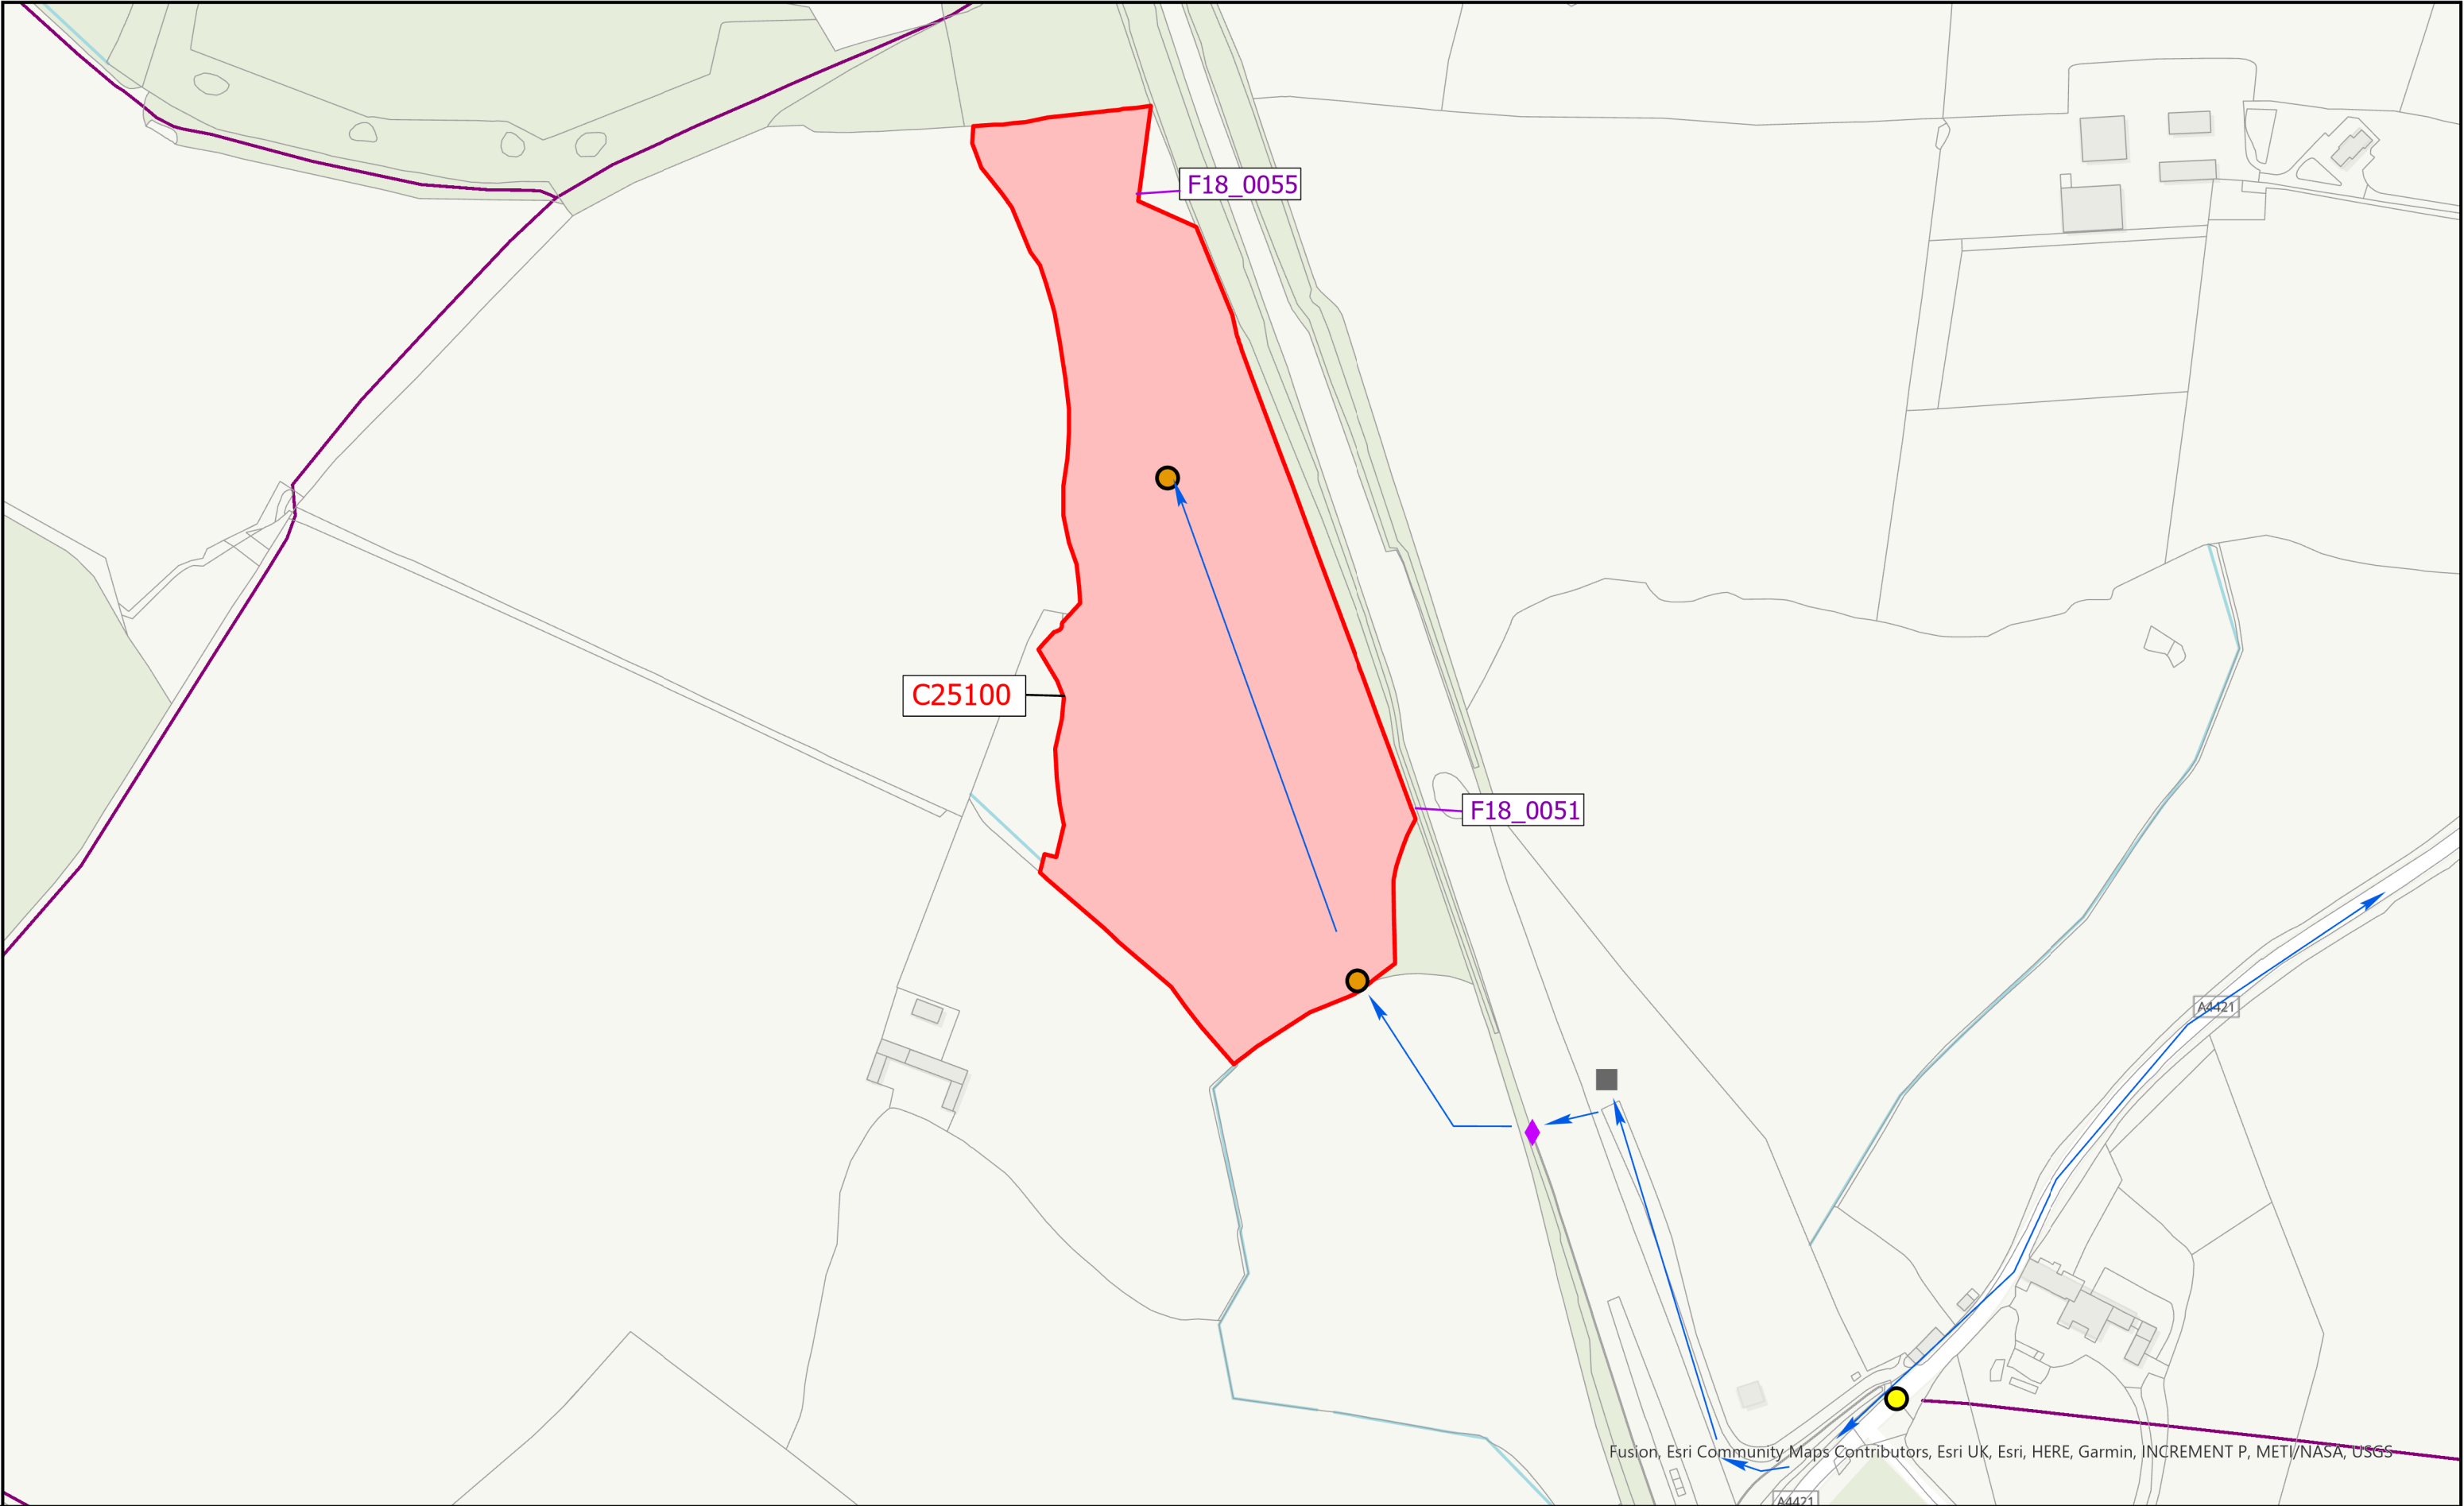 F18_0055
C25100
F18_0051
A4421
Fusion, Esri Community Maps Contributors, Esri UK, Esri, HERE, Garmin, INCREMENT P, METI/NASA, USGS
A4421